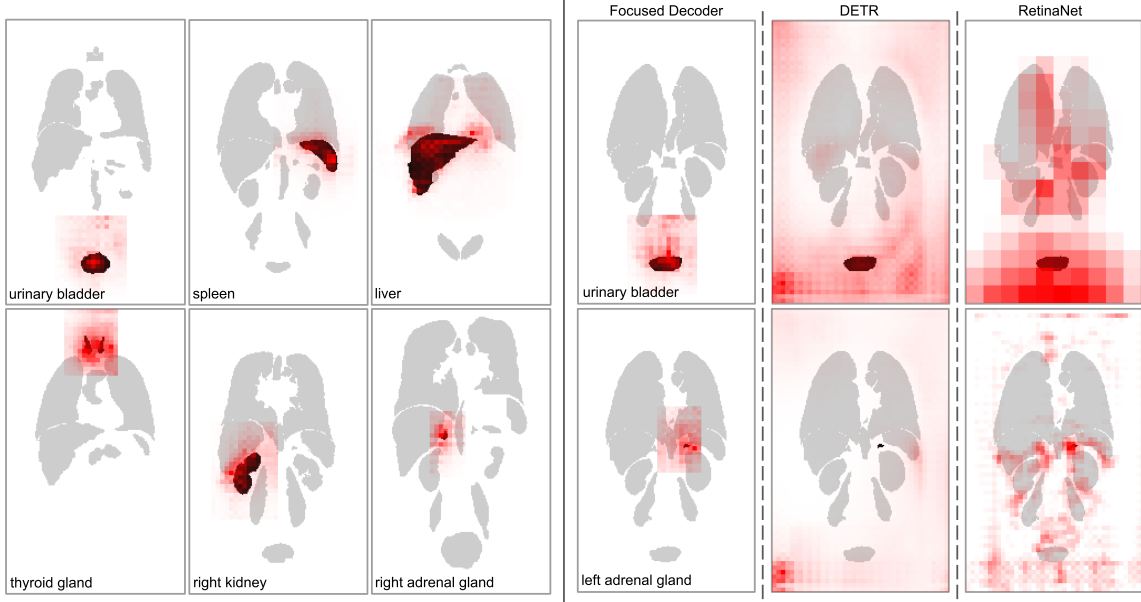 Focused Decoder
DETR
RetinaNet
urinary bladder
spleen
liver
urinary bladder
thyroid gland
right kidney
right adrenal gland
left adrenal gland